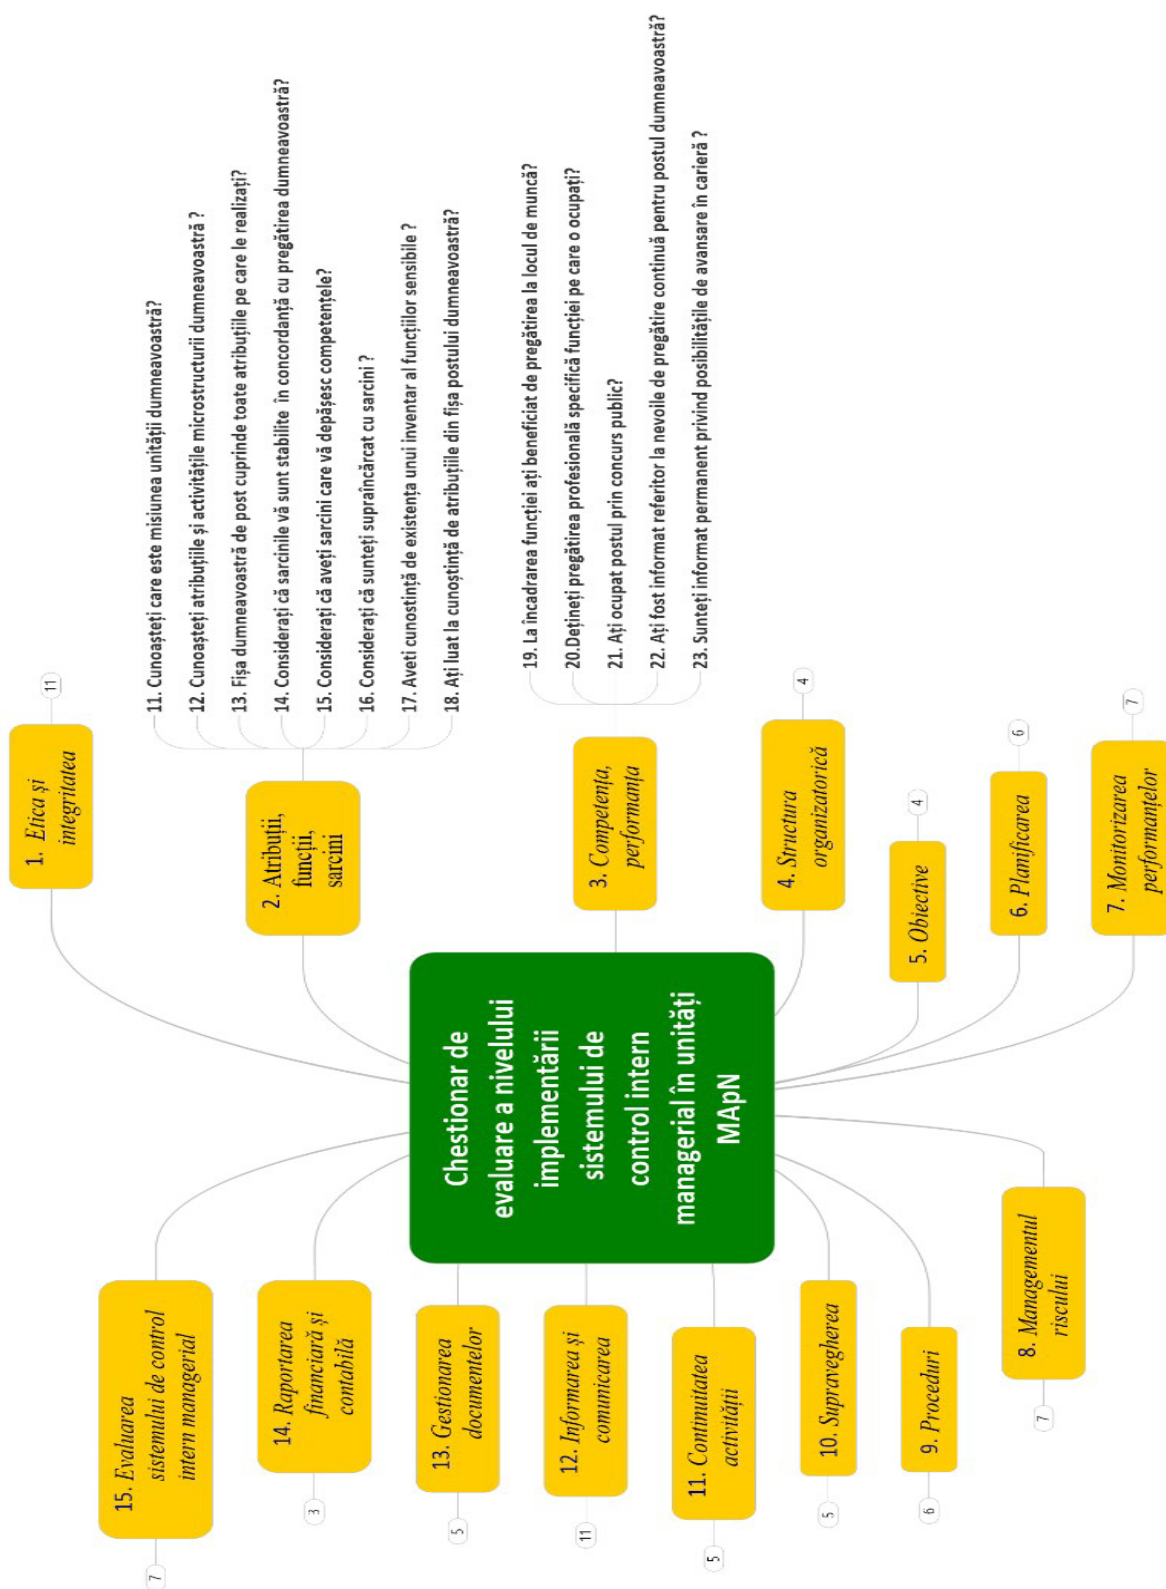 Chestionar de
evaluare a nivelului
implementării
sistemului de
control intern
managerial în unități
MApN
1. Etica și
integritatea
11
2. Atribuții,
funcții,
sarcini
11. Cunoașteți care este misiunea unității dumneavoastră?
12. Cunoașteți atribuțiile și activitățile microstructurii dumneavoastră ?
13. Fișa dumneavoastră de post cuprinde toate atribuțiile pe care le realizați?
14. Considerați că sarcinile vă sunt stabilite în concordanță cu pregătirea dumneavoastră?
15. Considerați că aveți sarcini care vă depășesc competențele?
16. Considerați că sunteți supraîncărcat cu sarcini ?
17. Aveti cunostință de existența unui inventar al funcțiilor sensibile ?
18. Ați luat la cunoștință de atribuțiile din fișa postului dumneavoastră?
3. Competența,
performanța
19. La încadrarea funcției ați beneficiat de pregătirea la locul de muncă?
20.Dețineți pregătirea profesională specifică funcției pe care o ocupați?
21. Ați ocupat postul prin concurs public?
22. Ați fost informat referitor la nevoile de pregătire continuă pentru postul dumneavoastră?
23. Sunteți informat permanent privind posibilitățile de avansare în carieră ?
4. Structura
organizatorică
4
5. Obiective
4
6. Planificarea
6
7. Monitorizarea
performanțelor
7
15. Evaluarea
sistemului de control
intern managerial
7
14. Raportarea
financiară și
contabilă
3
13. Gestionarea
documentelor
5
12. Informarea și
comunicarea
11
11. Continuitatea
activității
5
10. Supravegherea
5
9. Proceduri
6
8. Managementul
riscului
7